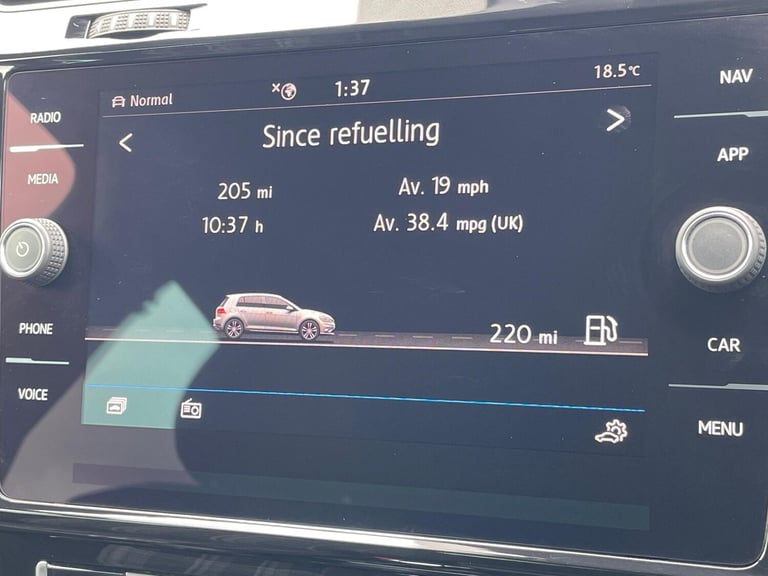 Normal
1:37
18.5°C
NAV
RADIO
Since refuelling
APP
MEDIA
205 mi
Av. 19 mph
10:37 h
Av. 38.4 mpg (UK)
PHONE
220 mi
CAR
VOICE
MENU